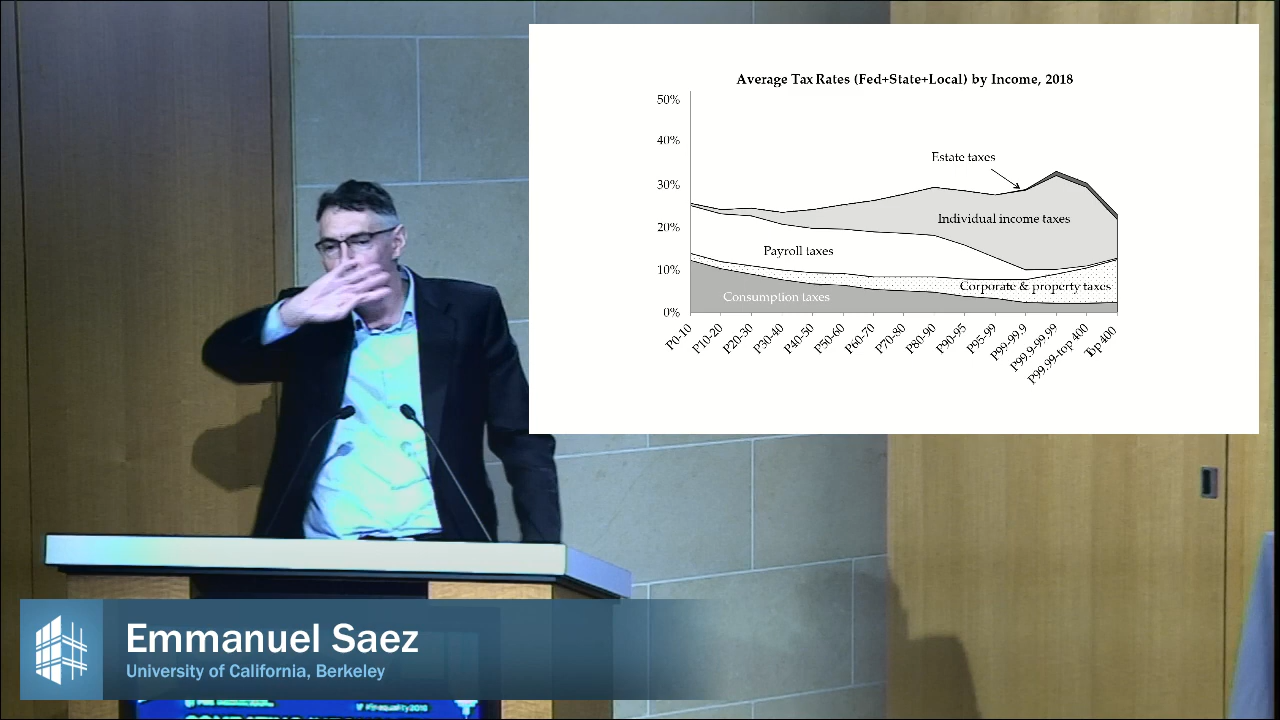 Average Tax Rates (Fed+State+Local) by Income, 2018
50%
40%
30%
20%
10%
0%
Estate taxes
Individual income taxes
Payroll taxes
Corporate & property taxes
Consumption taxes
P0-10
P10-20
P20-30
P30-40
P40-50
P50-60
P60-70
P70-80
P80-90
P90-95
P95-99
P99-99.9
P99.9-99.99
P99.99-top 400
Top 400
Emmanuel Saez
University of California, Berkeley